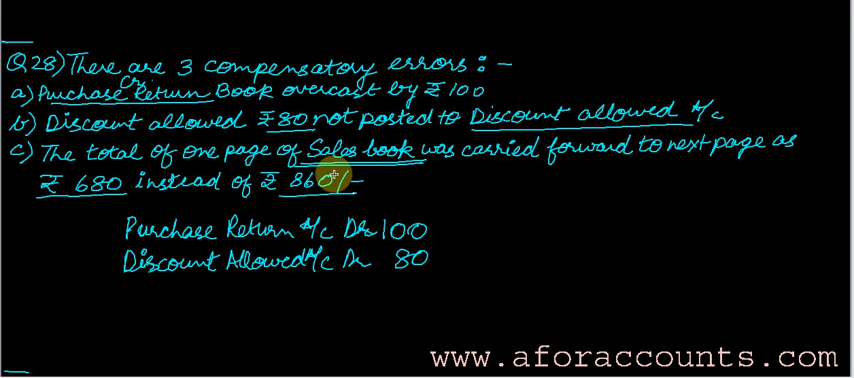 Q28) There are 3 compensatory errors :-
Cr.
a) Purchase Return Book overcast by ₹ 100
b) Discount allowed ₹ 80 not posted to Discount allowed A/c
c) The total of one page of Sales book was carried forward to next page as
₹ 680 instead of ₹ 860/-
Purchase Return A/c Dr 100
Discount Allowed A/c Dr 80
www.aforaccounts.com